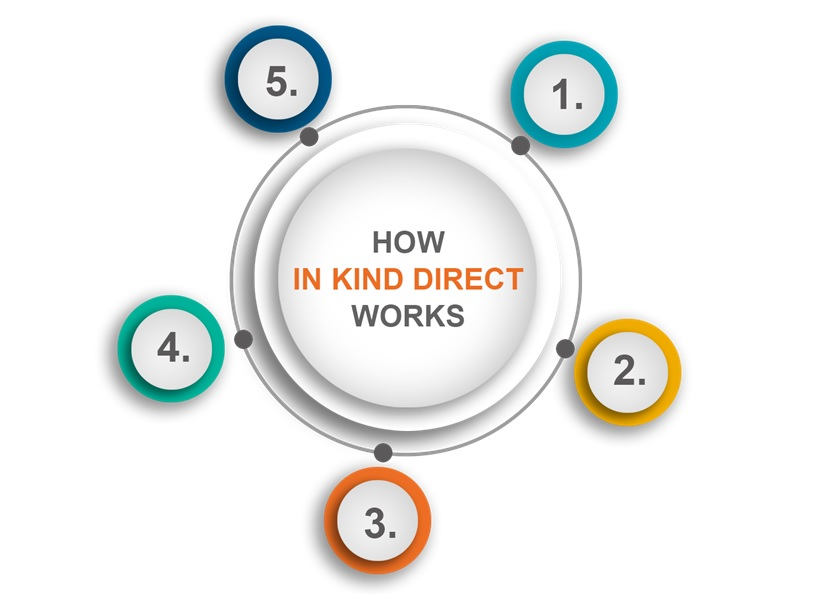 HOW
IN KIND DIRECT
WORKS
1.
2.
3.
4.
5.